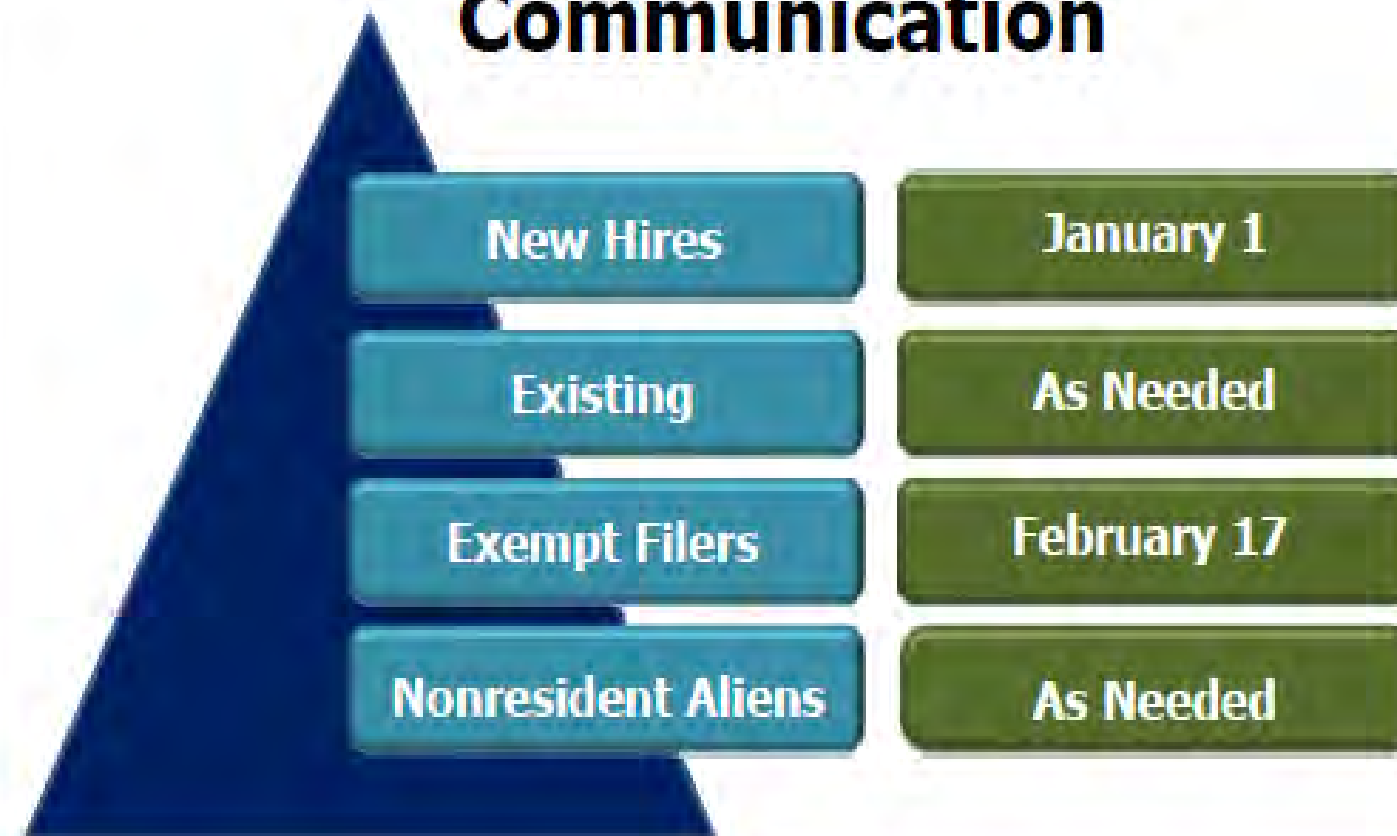 Communication
New Hires
January 1
Existing
As Needed
Exempt Filers
February 17
Nonresident Aliens
As Needed